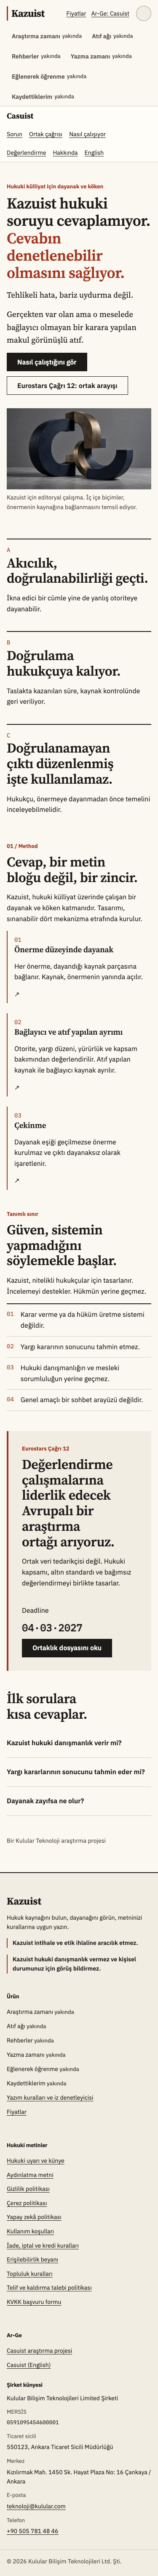 Kazuist
Fiyatlar
Ar-Ge: Casuist
Araştırma zamanı yakında
Atıf ağı yakında
Rehberler yakında
Yazma zamanı yakında
Eğlenerek öğrenme yakında
Kaydettiklerim yakında
Casuist
Sorun
Ortak çağrısı
Nasıl çalışıyor
Değerlendirme
Hakkında
English
Hukuki külliyat için dayanak ve köken
Kazuist hukuki
soruyu cevaplamıyor.
Cevabın
denetlenebilir
olmasını sağlıyor.
Tehlikeli hata, bariz uydurma değil.
Gerçekten var olan ama o meselede
bağlayıcı olmayan bir karara yapılan
makul görünüşlü atıf.
Nasıl çalıştığını gör
Eurostars Çağrı 12: ortak arayışı
Kazuist için editoryal çalışma. İç içe biçimler,
önermenin kaynağına bağlanmasını temsil ediyor.
A
Akıcılık,
doğrulanabilirliği geçti.
İkna edici bir cümle yine de yanlış otoriteye
dayanabilir.
B
Doğrulama
hukukçuya kalıyor.
Taslakta kazanılan süre, kaynak kontrolünde
geri veriliyor.
C
Doğrulanamayan
çıktı düzenlenmiş
işte kullanılamaz.
Hukukçu, önermeye dayanmadan önce temelini
inceleyebilmelidir.
01 / Method
Cevap, bir metin
bloğu değil, bir zincir.
Kazuist, hukuki külliyat üzerinde çalışan bir
dayanak ve köken katmanıdır. Tasarımı,
sınanabilir dört mekanizma etrafında kurulur.
01
Önerme düzeyinde dayanak
Her önerme, dayandığı kaynak parçasına
bağlanır. Kaynak, önermenin yanında açılır.
↗
02
Bağlayıcı ve atıf yapılan ayrımı
Otorite, yargı düzeni, yürürlük ve kapsam
bakımından değerlendirilir. Atıf yapılan
kaynak ile bağlayıcı kaynak ayrılır.
↗
03
Çekinme
Dayanak eşiği geçilmezse önerme
kurulmaz ve çıktı dayanaksız olarak
işaretlenir.
↗
Tanımlı sınır
Güven, sistemin
yapmadığını
söylemekle başlar.
Kazuist, nitelikli hukukçular için tasarlanır.
İncelemeyi destekler. Hükmün yerine geçmez.
01 Karar verme ya da hüküm üretme sistemi
değildir.
02 Yargı kararının sonucunu tahmin etmez.
03 Hukuki danışmanlığın ve mesleki
sorumluluğun yerine geçmez.
04 Genel amaçlı bir sohbet arayüzü değildir.
Eurostars Çağrı 12
Değerlendirme
çalışmalarına
liderlik edecek
Avrupalı bir
araştırma
ortağı arıyoruz.
Ortak veri tedarikçisi değil. Hukuki
kapsamı, altın standardı ve bağımsız
değerlendirmeyi birlikte tasarlar.
Deadline
04·03·2027
Ortaklık dosyasını oku
İlk sorulara
kısa cevaplar.
Kazuist hukuki danışmanlık verir mi?
Yargı kararlarının sonucunu tahmin eder mi?
Dayanak zayıfsa ne olur?
Bir Kulular Teknoloji araştırma projesi
Kazuist
Hukuk kaynağını bulun, dayanağını görün, metninizi
kurallarına uygun yazın.
Kazuist intihale ve etik ihlaline aracılık etmez.
Kazuist hukuki danışmanlık vermez ve kişisel
durumunuz için görüş bildirmez.
Ürün
Araştırma zamanı yakında
Atıf ağı yakında
Rehberler yakında
Yazma zamanı yakında
Eğlenerek öğrenme yakında
Kaydettiklerim yakında
Yazım kuralları ve iz denetleyicisi
Fiyatlar
Hukuki metinler
Hukuki uyarı ve künye
Aydınlatma metni
Gizlilik politikası
Çerez politikası
Yapay zekâ politikası
Kullanım koşulları
İade, iptal ve kredi kuralları
Erişilebilirlik beyanı
Topluluk kuralları
Telif ve kaldırma talebi politikası
KVKK başvuru formu
Ar-Ge
Casuist araştırma projesi
Casuist (English)
Şirket künyesi
Kulular Bilişim Teknolojileri Limited Şirketi
MERSİS
0591095454600001
Ticaret sicili
550123, Ankara Ticaret Sicili Müdürlüğü
Merkez
Kızılırmak Mah. 1450 Sk. Hayat Plaza No: 16 Çankaya /
Ankara
E-posta
teknoloji@kulular.com
Telefon
+90 505 781 48 46
© 2026 Kulular Bilişim Teknolojileri Ltd. Şti.